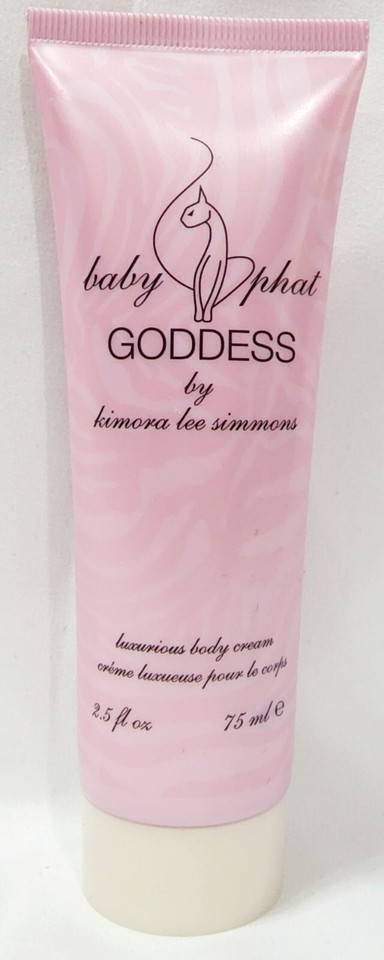 baby phat
GODDESS
by
kimora lee simmons
luxurious body cream
créme luxueuse pour le corps
2.5 fl oz 75 ml e